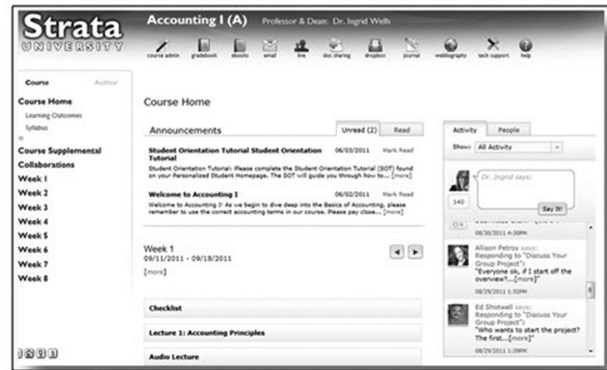 Strata
UNIVERSITY
Accounting I (A) Professor & Dean: Dr. Ingrid Wells
course admin gradebook ebooks email live doc sharing dropbox journal webliography tech support help
Course Author
Course Home
Learning Outcomes
Syllabus
Course Supplemental
Collaborations
Week 1
Week 2
Week 3
Week 4
Week 5
Week 6
Week 7
Week 8
Course Home
Announcements Unread (2) Read
Student Orientation Tutorial Student Orientation 06/03/2011 Mark Read
Tutorial
Student Orientation Tutorial: Please complete the Student Orientation Tutorial (SOT) found
on your Personalized Student Homepage. The SOT will guide you through how to... [more]
Welcome to Accounting I 06/02/2011 Mark Read
Welcome to Accounting I! As we begin to dive deep into the Basics of Accounting, please
remember to use the correct accounting terms in our course. Please pay close... [more]
Week 1
09/11/2011 - 09/18/2011
[more]
Checklist
Lecture 1: Accounting Principles
Audio Lecture
Activity People
Show: All Activity
Dr. Ingrid says:
140
Say It!
08/30/2011 4:30PM
Allison Petroy says:
Responding to "Discuss Your
Group Project":
"Everyone ok, if I start off the
overview?...[more]"
08/29/2011 1:52PM
Ed Shotwell says:
Responding to "Discuss Your
Group Project":
"Who wants to start the project?
The first...[more]"
08/29/2011 1:39PM